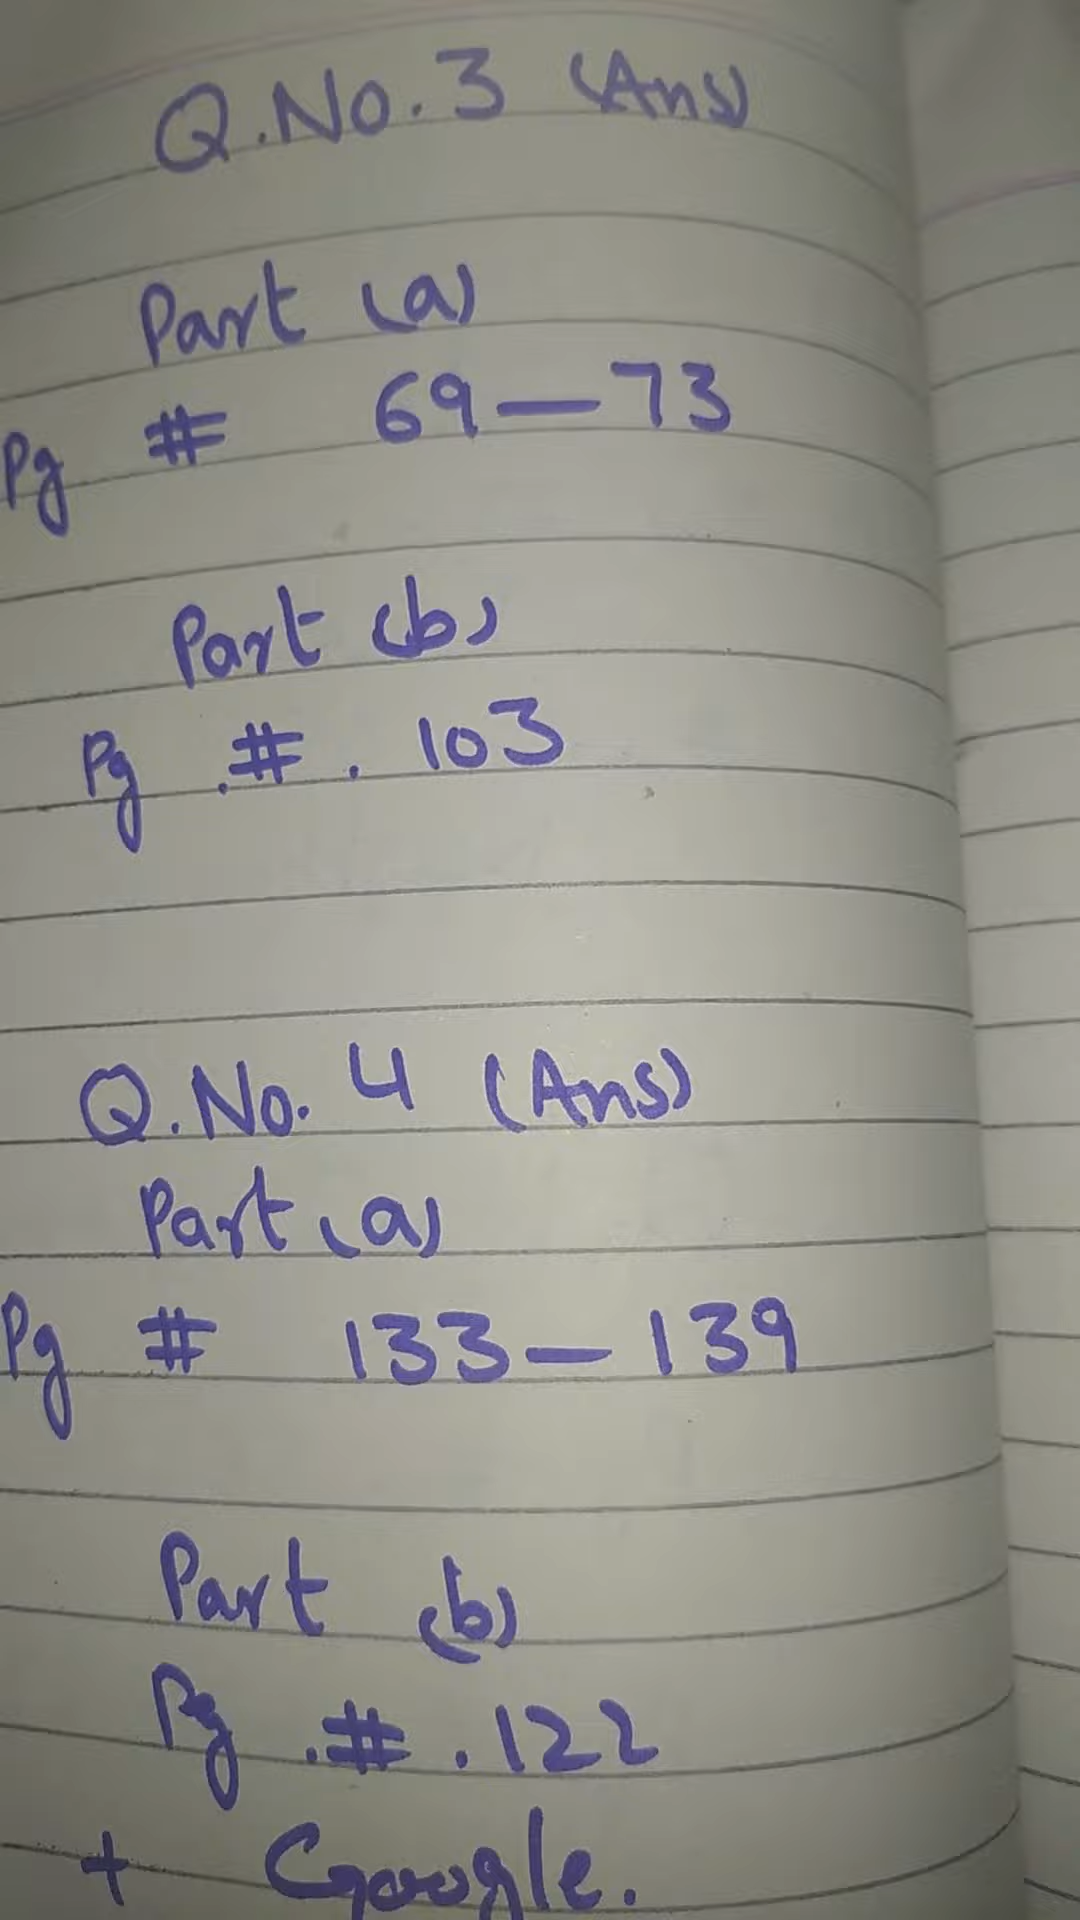 Q.No.3 (Ans)
Part (a)
Pg # 69—73
Part (b)
Pg .#. 103
Q.No. 4 (Ans)
Part (a)
Pg # 133—139
Part (b)
Pg .#. 122
+ Google.